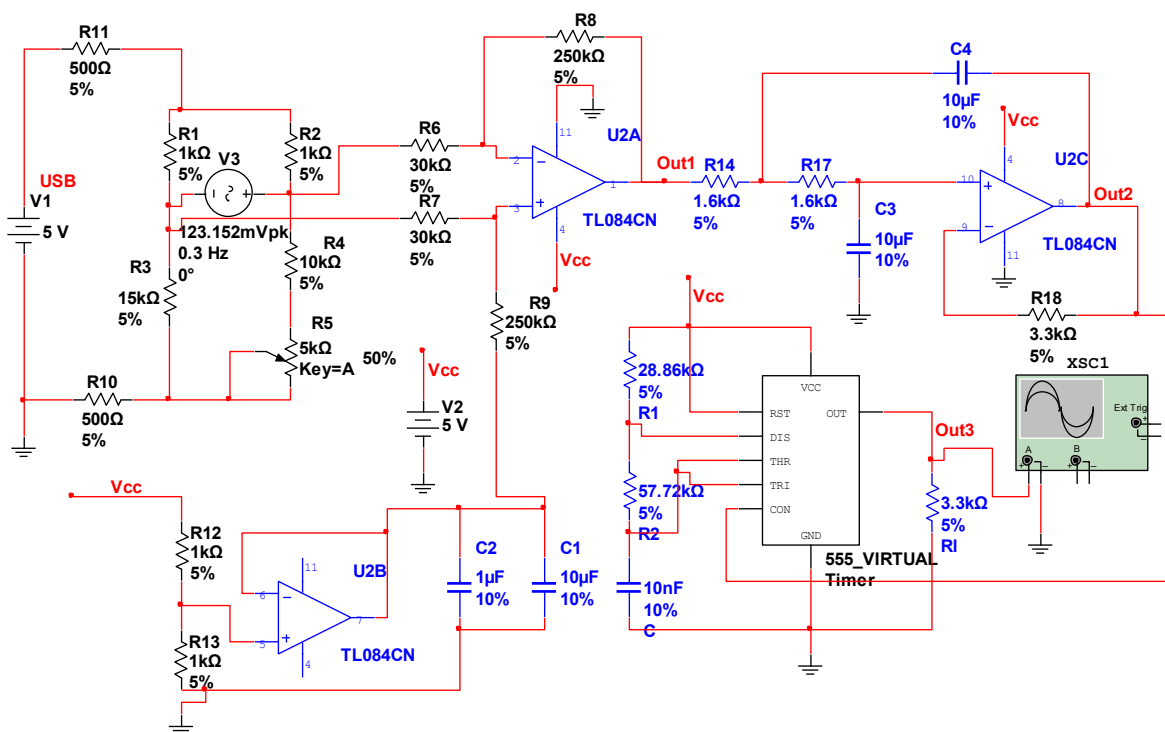 R11
500Ω
5%
R1
1kΩ
5%
R2
1kΩ
5%
V3
123.152mVpk
0.3 Hz
0°
USB
V1
5 V
R3
15kΩ
5%
R4
10kΩ
5%
R5
5kΩ
Key=A
50%
R10
500Ω
5%
R6
30kΩ
5%
R7
30kΩ
5%
R8
250kΩ
5%
U2A
11
2
3
1
4
TL084CN
Vcc
Out1
R9
250kΩ
5%
R14
1.6kΩ
5%
R17
1.6kΩ
5%
C4
10µF
10%
C3
10µF
10%
Vcc
4
U2C
10
9
8
11
Out2
TL084CN
R18
3.3kΩ
5%
Vcc
V2
5 V
Vcc
R12
1kΩ
5%
R13
1kΩ
5%
11
U2B
6
5
7
4
TL084CN
C2
1µF
10%
C1
10µF
10%
Vcc
28.86kΩ
5%
R1
57.72kΩ
5%
R2
10nF
10%
C
VCC
RST
OUT
DIS
THR
TRI
CON
GND
555_VIRTUAL
Timer
Out3
3.3kΩ
5%
Rl
XSC1
Ext Trig
+
−
A
B
+
−
+
−